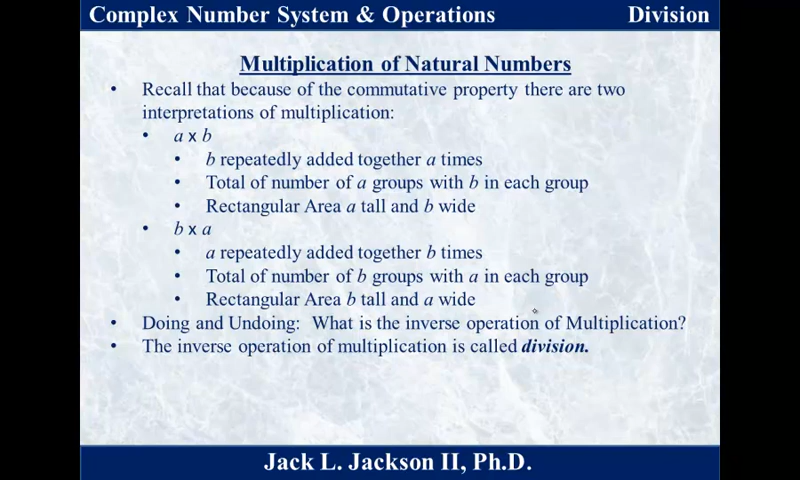 Complex Number System & Operations Division
Multiplication of Natural Numbers
• Recall that because of the commutative property there are two
interpretations of multiplication:
• a x b
• b repeatedly added together a times
• Total of number of a groups with b in each group
• Rectangular Area a tall and b wide
• b x a
• a repeatedly added together b times
• Total of number of b groups with a in each group
• Rectangular Area b tall and a wide
• Doing and Undoing: What is the inverse operation of Multiplication?
• The inverse operation of multiplication is called division.
Jack L. Jackson II, Ph.D.